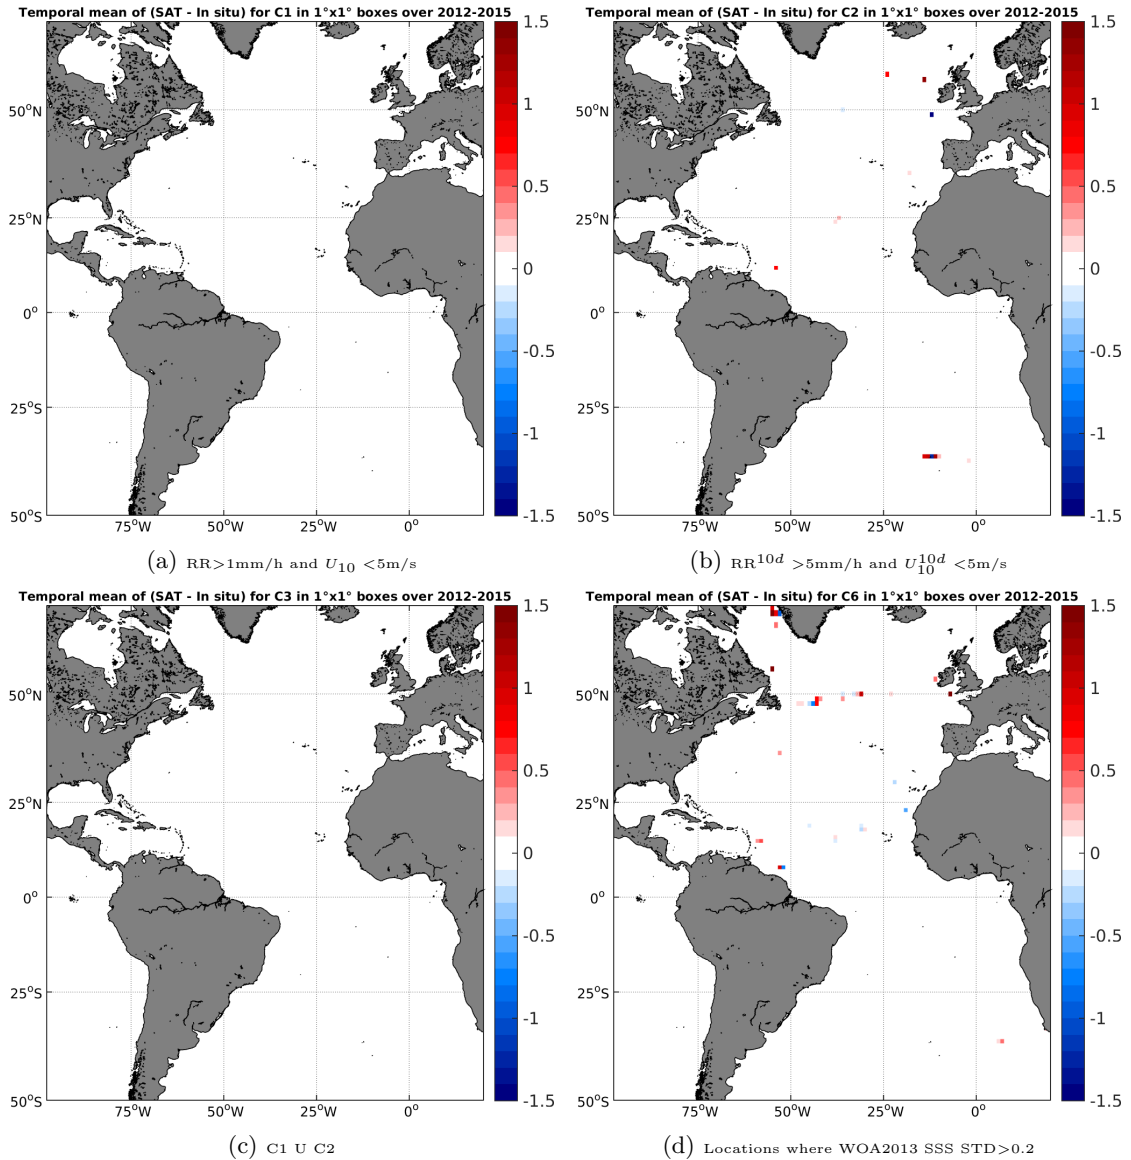 Temporal mean of (SAT - In situ) for C1 in 1°x1° boxes over 2012-2015
50°N
25°N
0°
25°S
50°S
75°W
50°W
25°W
0°
1.5
1
0.5
0
-0.5
-1
-1.5
(a) RR>1mm/h and U10 <5m/s
Temporal mean of (SAT - In situ) for C2 in 1°x1° boxes over 2012-2015
50°N
25°N
0°
25°S
50°S
75°W
50°W
25°W
0°
1.5
1
0.5
0
-0.5
-1
-1.5
(b) RR^10d >5mm/h and U10^10d <5m/s
Temporal mean of (SAT - In situ) for C3 in 1°x1° boxes over 2012-2015
50°N
25°N
0°
25°S
50°S
75°W
50°W
25°W
0°
1.5
1
0.5
0
-0.5
-1
-1.5
(c) C1 U C2
Temporal mean of (SAT - In situ) for C6 in 1°x1° boxes over 2012-2015
50°N
25°N
0°
25°S
50°S
75°W
50°W
25°W
0°
1.5
1
0.5
0
-0.5
-1
-1.5
(d) Locations where WOA2013 SSS STD>0.2